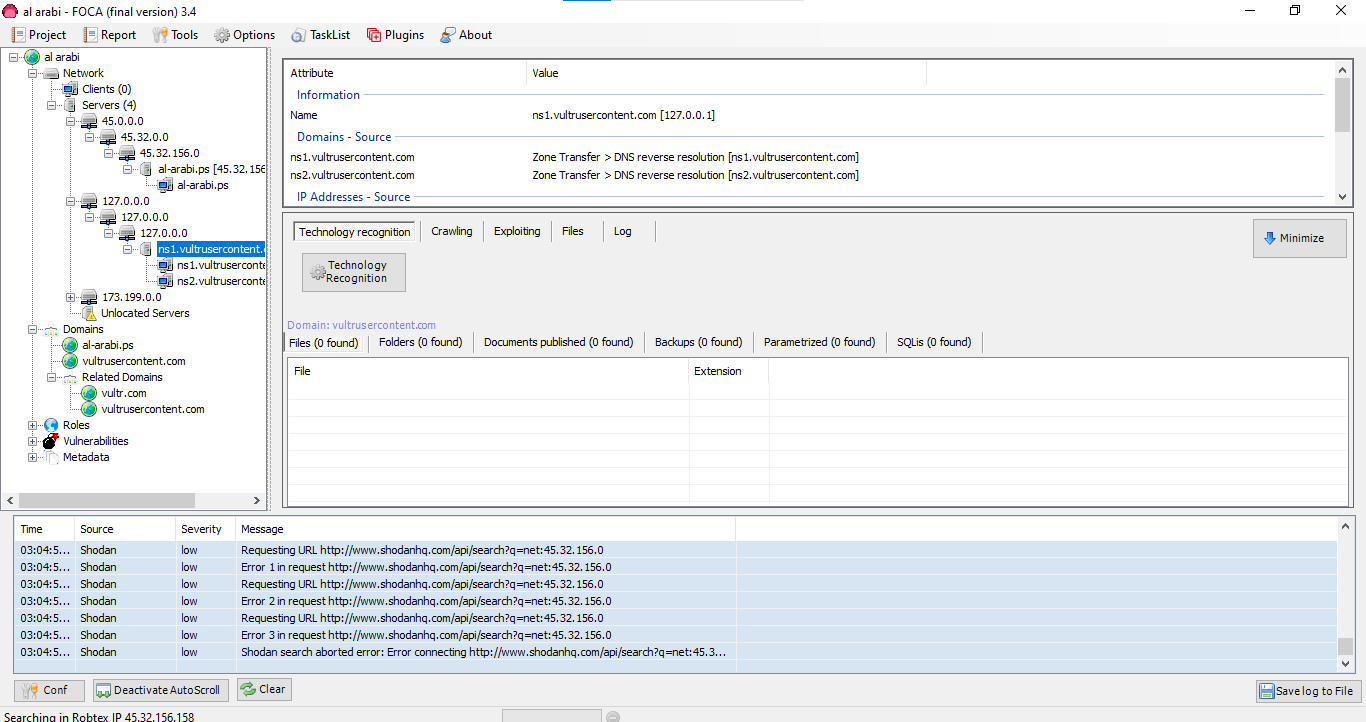 al arabi - FOCA (final version) 3.4
Project Report Tools Options TaskList Plugins About
al arabi
Network
Clients (0)
Servers (4)
45.0.0.0
45.32.0.0
45.32.156.0
al-arabi.ps [45.32.156
al-arabi.ps
127.0.0.0
127.0.0.0
127.0.0.0
ns1.vultrusercontent.
ns1.vultruserconte
ns2.vultruserconte
173.199.0.0
Unlocated Servers
Domains
al-arabi.ps
vultrusercontent.com
Related Domains
vultr.com
vultrusercontent.com
Roles
Vulnerabilities
Metadata
Attribute Value
Information
Name ns1.vultrusercontent.com [127.0.0.1]
Domains - Source
ns1.vultrusercontent.com Zone Transfer > DNS reverse resolution [ns1.vultrusercontent.com]
ns2.vultrusercontent.com Zone Transfer > DNS reverse resolution [ns2.vultrusercontent.com]
IP Addresses - Source
Technology recognition Crawling Exploiting Files Log
Minimize
Technology
Recognition
Domain: vultrusercontent.com
Files (0 found) Folders (0 found) Documents published (0 found) Backups (0 found) Parametrized (0 found) SQLis (0 found)
File Extension
Time Source Severity Message
03:04:5... Shodan low Requesting URL http://www.shodanhq.com/api/search?q=net:45.32.156.0
03:04:5... Shodan low Error 1 in request http://www.shodanhq.com/api/search?q=net:45.32.156.0
03:04:5... Shodan low Requesting URL http://www.shodanhq.com/api/search?q=net:45.32.156.0
03:04:5... Shodan low Error 2 in request http://www.shodanhq.com/api/search?q=net:45.32.156.0
03:04:5... Shodan low Requesting URL http://www.shodanhq.com/api/search?q=net:45.32.156.0
03:04:5... Shodan low Error 3 in request http://www.shodanhq.com/api/search?q=net:45.32.156.0
03:04:5... Shodan low Shodan search aborted error: Error connecting http://www.shodanhq.com/api/search?q=net:45.3...
Conf Deactivate AutoScroll Clear Save log to File
Searching in Robtex IP 45.32.156.158